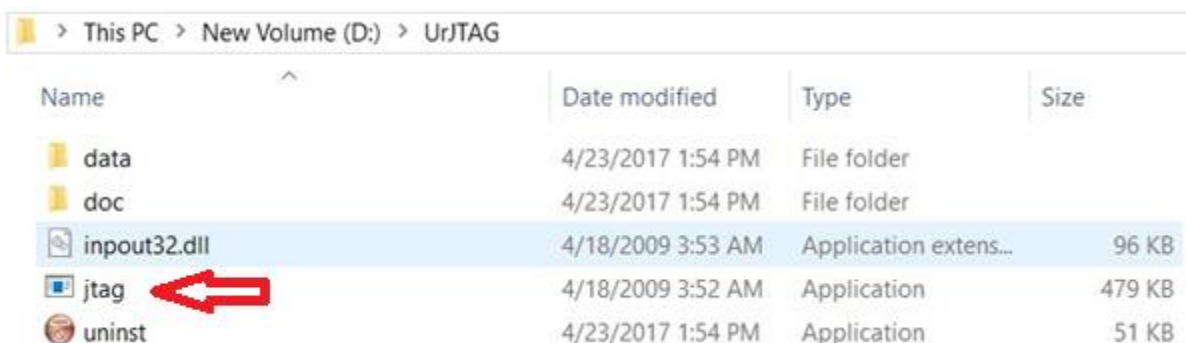 > This PC > New Volume (D:) > UrJTAG
Name Date modified Type Size
data 4/23/2017 1:54 PM File folder
doc 4/23/2017 1:54 PM File folder
inpout32.dll 4/18/2009 3:53 AM Application extens... 96 KB
jtag 4/18/2009 3:52 AM Application 479 KB
uninst 4/23/2017 1:54 PM Application 51 KB